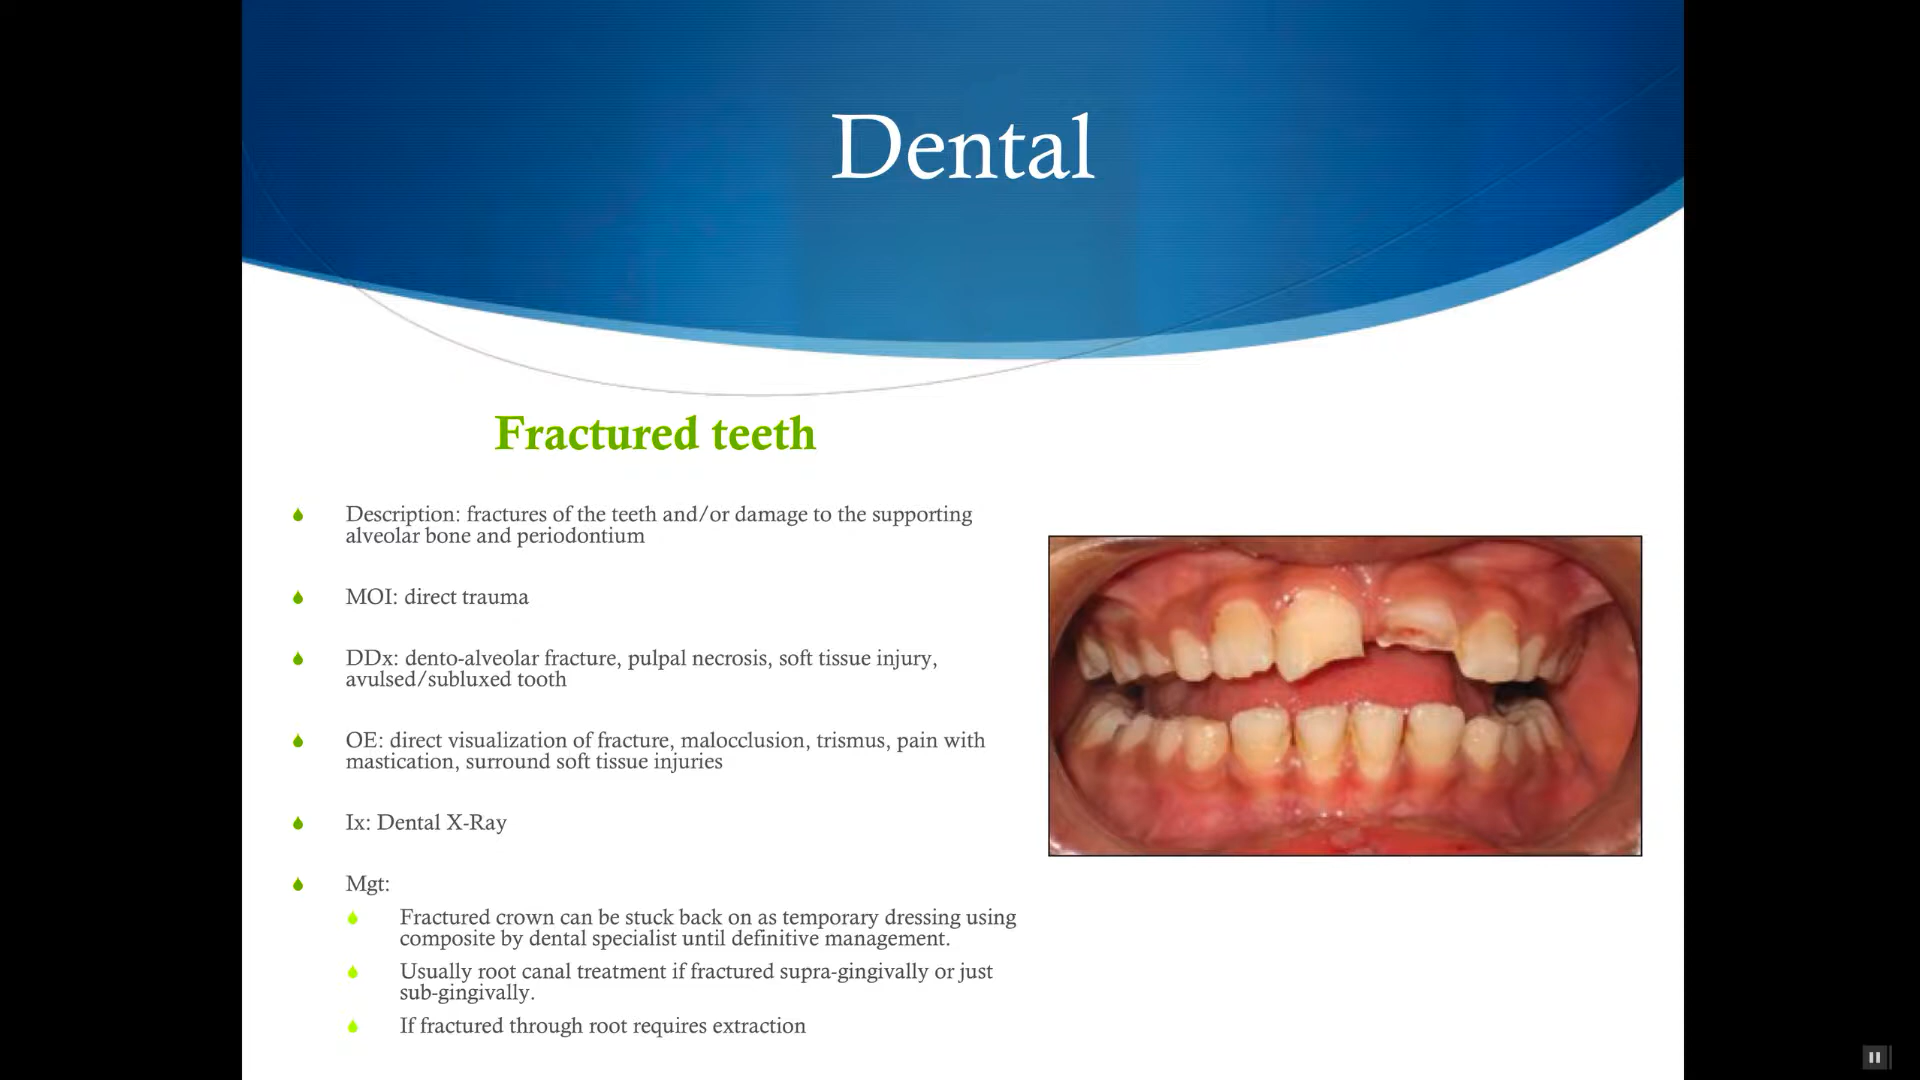 Dental
Fractured teeth
Description: fractures of the teeth and/or damage to the supporting
alveolar bone and periodontium
MOI: direct trauma
DDx: dento-alveolar fracture, pulpal necrosis, soft tissue injury,
avulsed/subluxed tooth
OE: direct visualization of fracture, malocclusion, trismus, pain with
mastication, surround soft tissue injuries
Ix: Dental X-Ray
Mgt:
Fractured crown can be stuck back on as temporary dressing using
composite by dental specialist until definitive management.
Usually root canal treatment if fractured supra-gingivally or just
sub-gingivally.
If fractured through root requires extraction